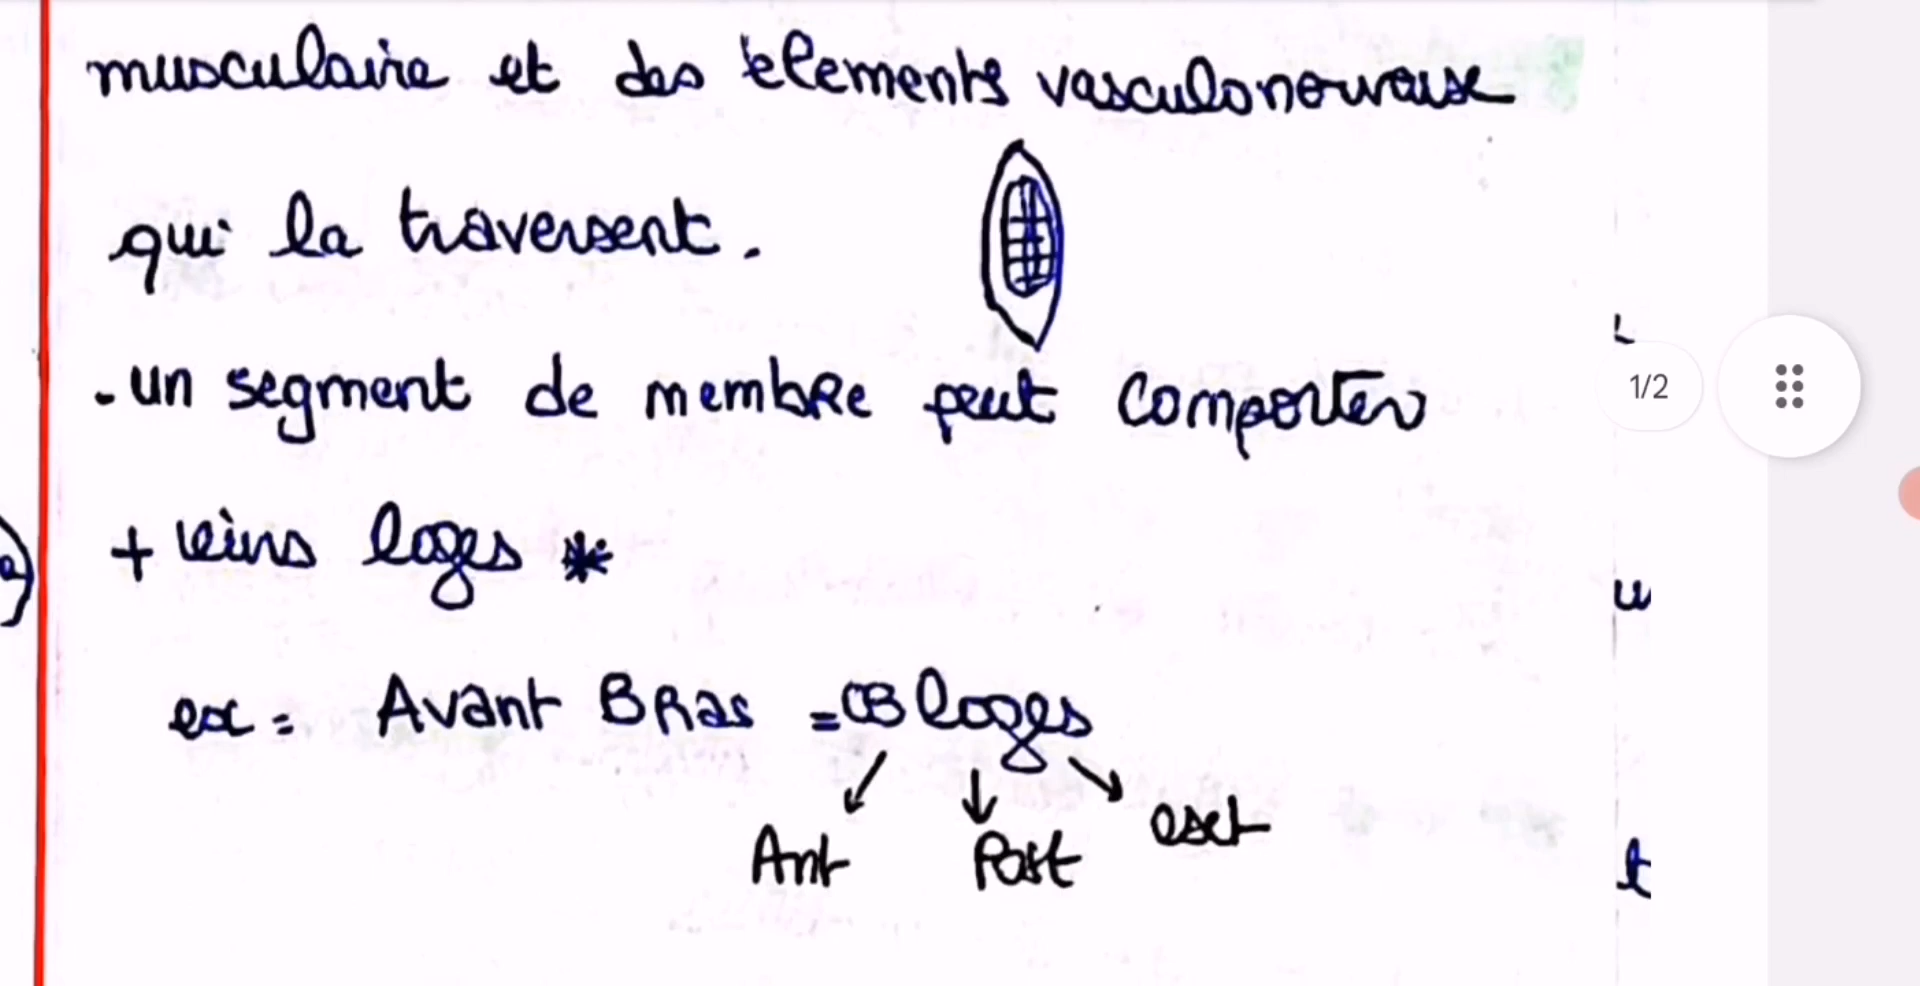 musculaire et des éléments vasculonerveux
qui la traversent.
- un segment de membRe peut comporter
+ ieurs loges *
ex = Avant BRas = 03 loges
Ant Post ext
1/2